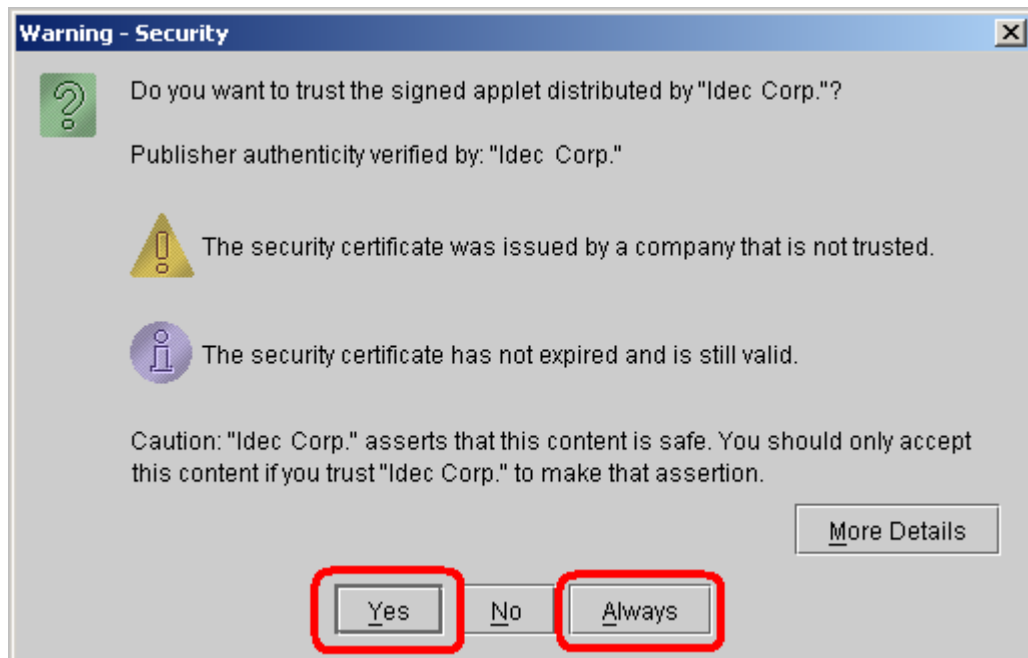 Warning - Security
Do you want to trust the signed applet distributed by "Idec Corp."?
Publisher authenticity verified by: "Idec Corp."
The security certificate was issued by a company that is not trusted.
The security certificate has not expired and is still valid.
Caution: "Idec Corp." asserts that this content is safe. You should only accept
this content if you trust "Idec Corp." to make that assertion.
More Details
Yes No Always